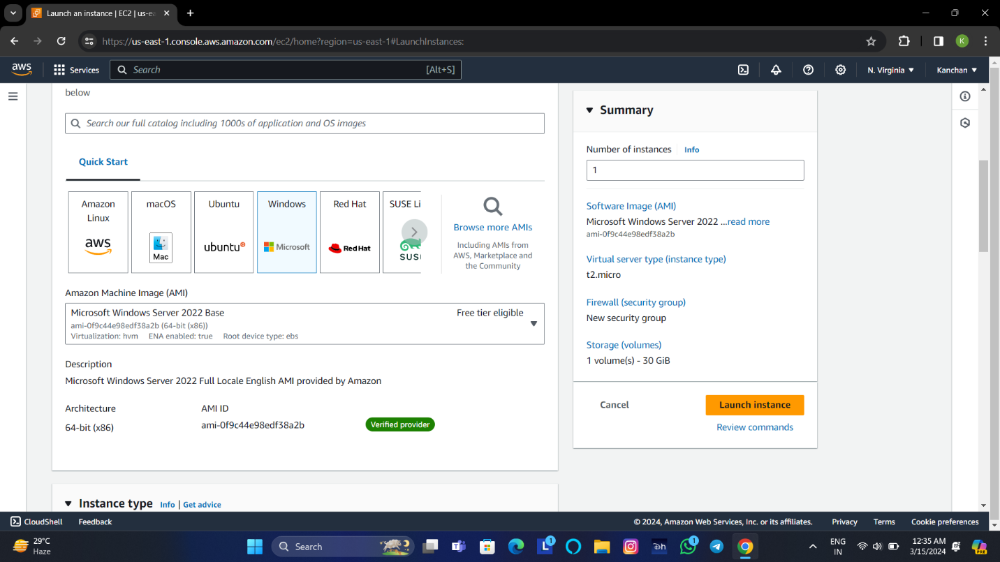 Launch an instance | EC2 | us-ea
https://us-east-1.console.aws.amazon.com/ec2/home?region=us-east-1#LaunchInstances:
K
aws
Services
Search
[Alt+S]
N. Virginia
Kanchan
below
Search our full catalog including 1000s of application and OS images
Quick Start
Amazon Linux
aws
macOS
Mac
Ubuntu
ubuntu
Windows
Microsoft
Red Hat
Red Hat
SUSE Li
SUS
Browse more AMIs
Including AMIs from
AWS, Marketplace and
the Community
Amazon Machine Image (AMI)
Microsoft Windows Server 2022 Base
Free tier eligible
ami-0f9c44e98edf38a2b (64-bit (x86))
Virtualization: hvm ENA enabled: true Root device type: ebs
Description
Microsoft Windows Server 2022 Full Locale English AMI provided by Amazon
Architecture
AMI ID
64-bit (x86)
ami-0f9c44e98edf38a2b
Verified provider
Instance type Info | Get advice
Summary
Number of instances Info
1
Software Image (AMI)
Microsoft Windows Server 2022 ...read more
ami-0f9c44e98edf38a2b
Virtual server type (instance type)
t2.micro
Firewall (security group)
New security group
Storage (volumes)
1 volume(s) - 30 GiB
Cancel
Launch instance
Review commands
CloudShell
Feedback
© 2024, Amazon Web Services, Inc. or its affiliates.
Privacy
Terms
Cookie preferences
29°C
Haze
Search
L
1
Dh
1
ENG
IN
12:35 AM
3/15/2024
PRE